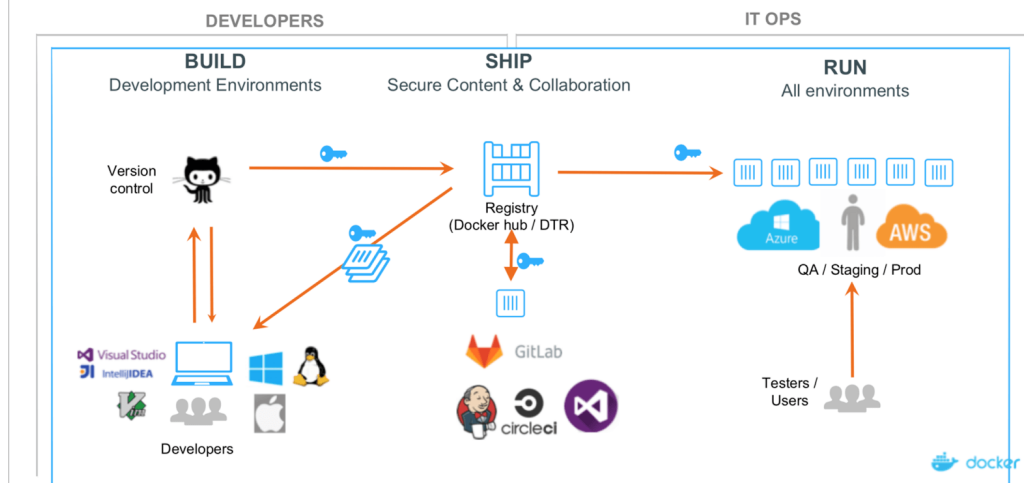 DEVELOPERS
IT OPS
BUILD
Development Environments
SHIP
Secure Content & Collaboration
RUN
All environments
Version
control
Registry
(Docker hub / DTR)
Azure
AWS
QA / Staging / Prod
Visual Studio
IntelliJIDEA
Developers
GitLab
circleci
Testers /
Users
docker